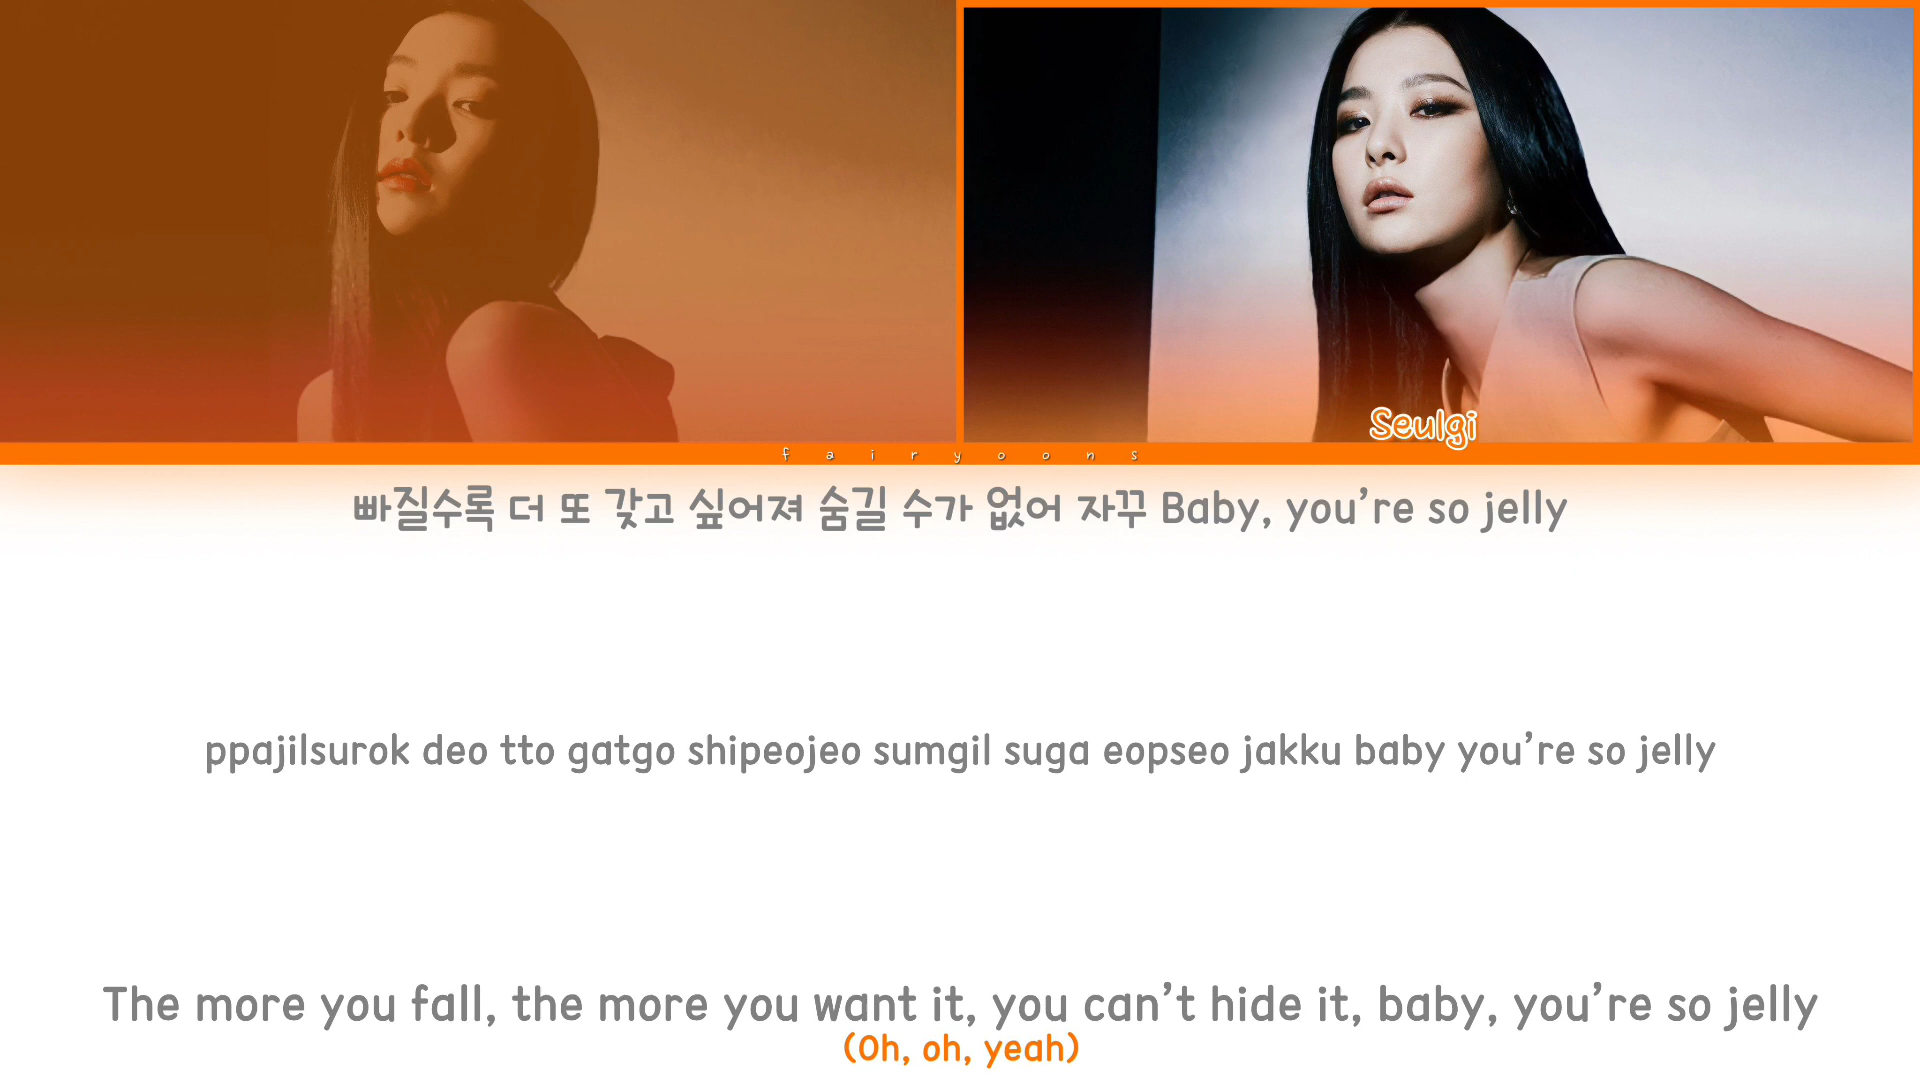 Seulgi
fairyoons
빠질수록 더 또 갖고 싶어져 숨길 수가 없어 자꾸 Baby, you're so jelly
ppajilsurok deo tto gatgo shipeojeo sumgil suga eopseo jakku baby you're so jelly
The more you fall, the more you want it, you can't hide it, baby, you're so jelly
(Oh, oh, yeah)